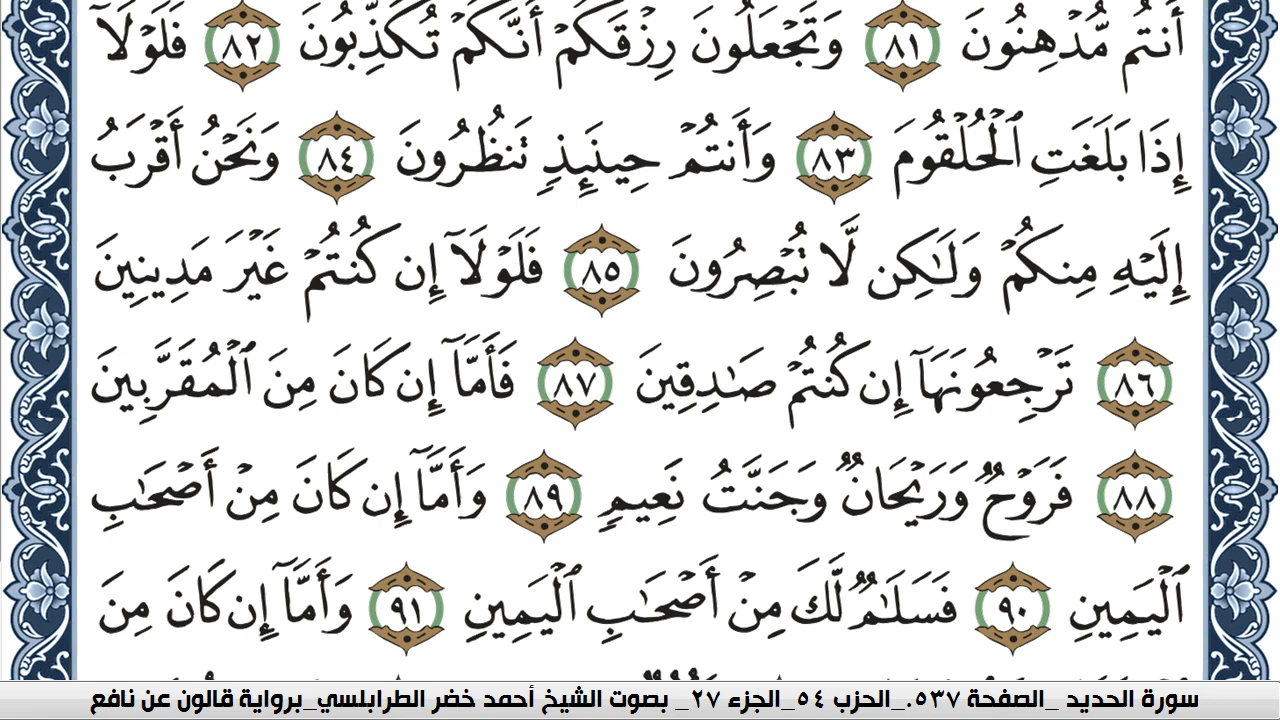 أَنتُم مُّدْهِنُونَ ٨١ وَتَجْعَلُونَ رِزْقَكُمْ أَنَّكُمْ تُكَذِّبُونَ ٨٢ فَلَوْلَآ
إِذَا بَلَغَتِ ٱلْحُلْقُومَ ٨٣ وَأَنتُمْ حِينَئِذٖ تَنظُرُونَ ٨٤ وَنَحْنُ أَقْرَبُ
إِلَيْهِ مِنكُمْ وَلَٰكِن لَّا تُبْصِرُونَ ٨٥ فَلَوْلَآ إِن كُنتُمْ غَيْرَ مَدِينِينَ
٨٦ تَرْجِعُونَهَآ إِن كُنتُمْ صَٰدِقِينَ ٨٧ فَأَمَّآ إِن كَانَ مِنَ ٱلْمُقَرَّبِينَ
٨٨ فَرَوْحٞ وَرَيْحَانٞ وَجَنَّتُ نَعِيمٖ ٨٩ وَأَمَّآ إِن كَانَ مِنْ أَصْحَٰبِ
ٱلْيَمِينِ ٩٠ فَسَلَٰمٞ لَّكَ مِنْ أَصْحَٰبِ ٱلْيَمِينِ ٩١ وَأَمَّآ إِن كَانَ مِنَ
سورة الحديد _الصفحة ٥٣٧._الحزب ٥٤_الجزء ٢٧_ بصوت الشيخ أحمد خضر الطرابلسي_برواية قالون عن نافع